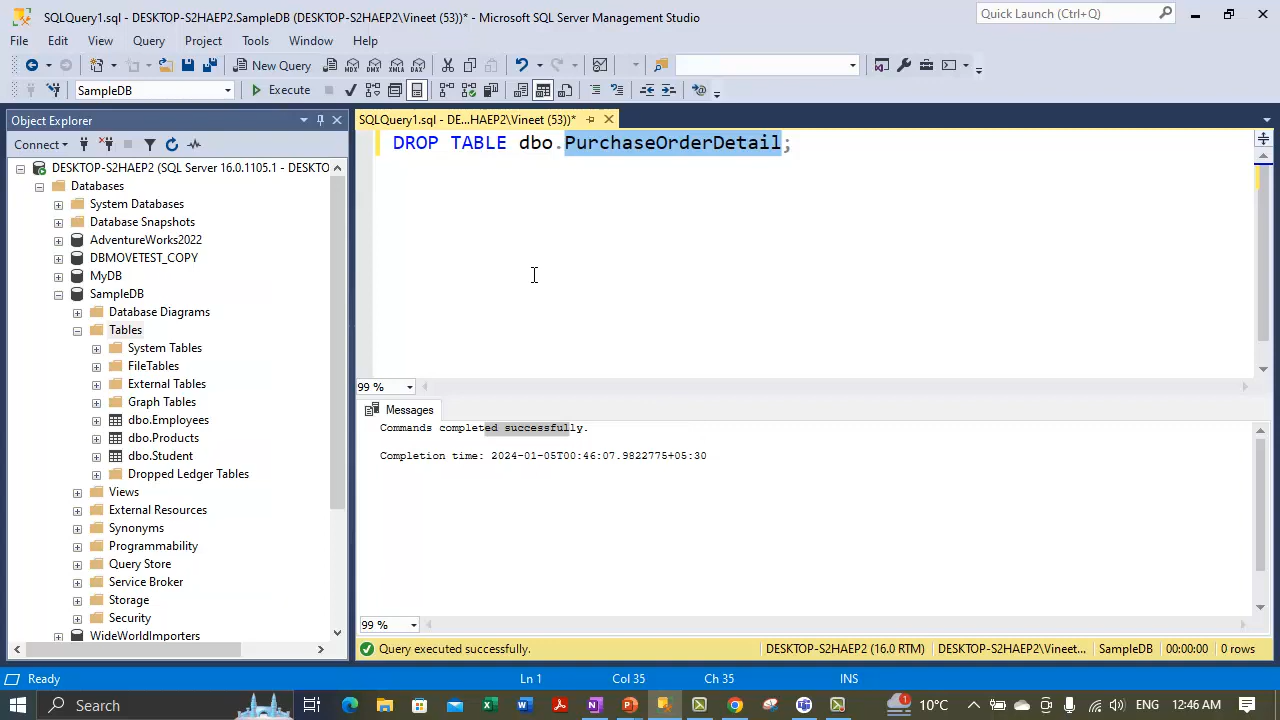 SQLQuery1.sql - DESKTOP-S2HAEP2.SampleDB (DESKTOP-S2HAEP2\Vineet (53))* - Microsoft SQL Server Management Studio
Quick Launch (Ctrl+Q)
File Edit View Query Project Tools Window Help
New Query
SampleDB
Execute
Object Explorer
SQLQuery1.sql - DE...HAEP2\Vineet (53))*
Connect
DROP TABLE dbo.PurchaseOrderDetail;
DESKTOP-S2HAEP2 (SQL Server 16.0.1105.1 - DESKTO
Databases
System Databases
Database Snapshots
AdventureWorks2022
DBMOVETEST_COPY
MyDB
SampleDB
Database Diagrams
Tables
System Tables
FileTables
External Tables
Graph Tables
dbo.Employees
dbo.Products
dbo.Student
Dropped Ledger Tables
Views
External Resources
Synonyms
Programmability
Query Store
Service Broker
Storage
Security
WideWorldImporters
99 %
Messages
Commands completed successfully.
Completion time: 2024-01-05T00:46:07.9822775+05:30
99 %
Query executed successfully.
DESKTOP-S2HAEP2 (16.0 RTM)
DESKTOP-S2HAEP2\Vineet...
SampleDB
00:00:00
0 rows
Ready
Ln 1
Col 35
Ch 35
INS
Search
1
10°C
12:46 AM